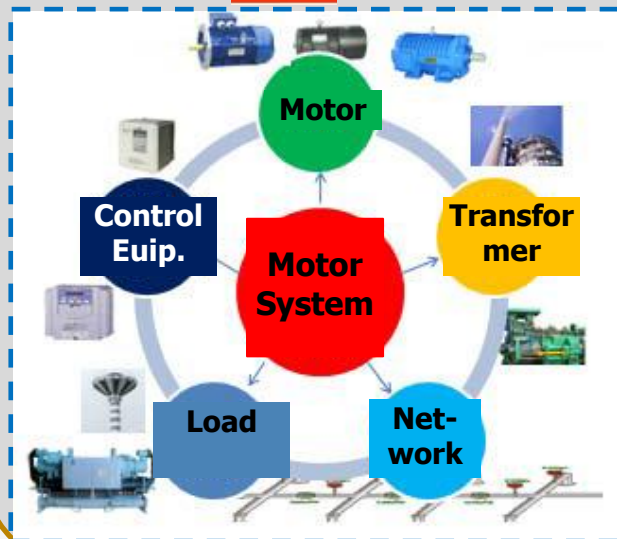 Motor
Control
Euip.
Transfor
mer
Motor
System
Load
Net-
work